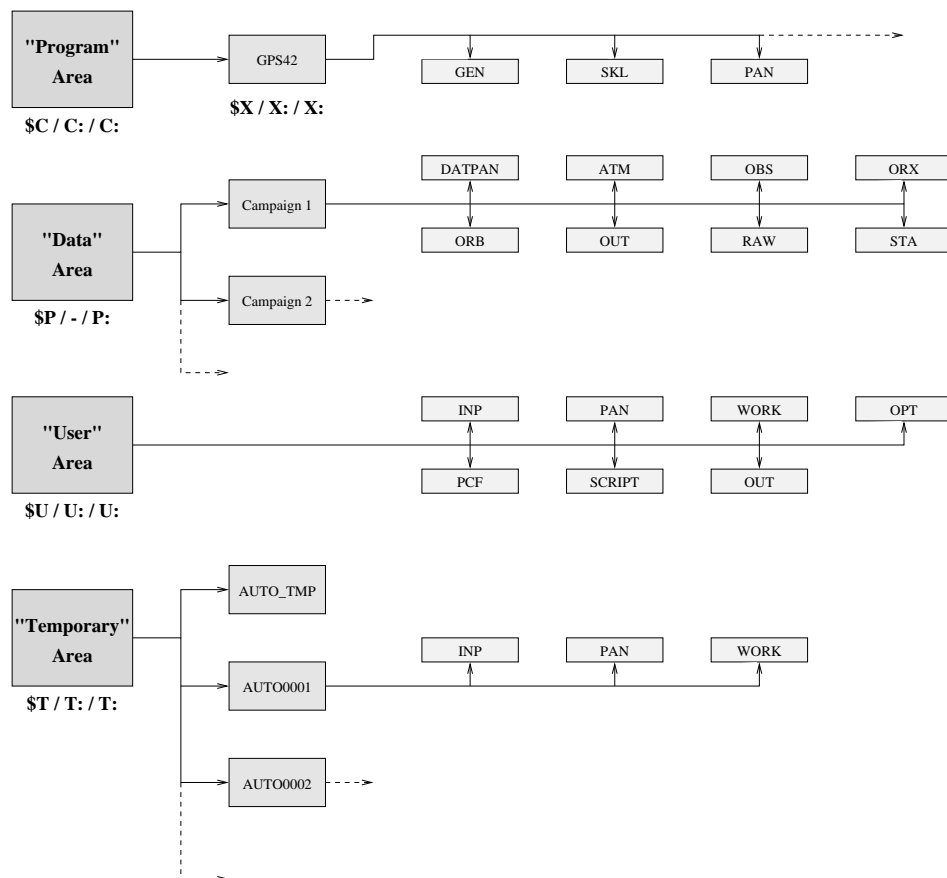 "Program"
Area
GPS42
GEN
SKL
PAN
$C / C: / C:
$X / X: / X:
DATPAN
ATM
OBS
ORX
Campaign 1
"Data"
Area
ORB
OUT
RAW
STA
Campaign 2
$P / - / P:
INP
PAN
WORK
OPT
"User"
Area
PCF
SCRIPT
OUT
$U / U: / U:
AUTO_TMP
"Temporary"
Area
INP
PAN
WORK
AUTO0001
$T / T: / T:
AUTO0002